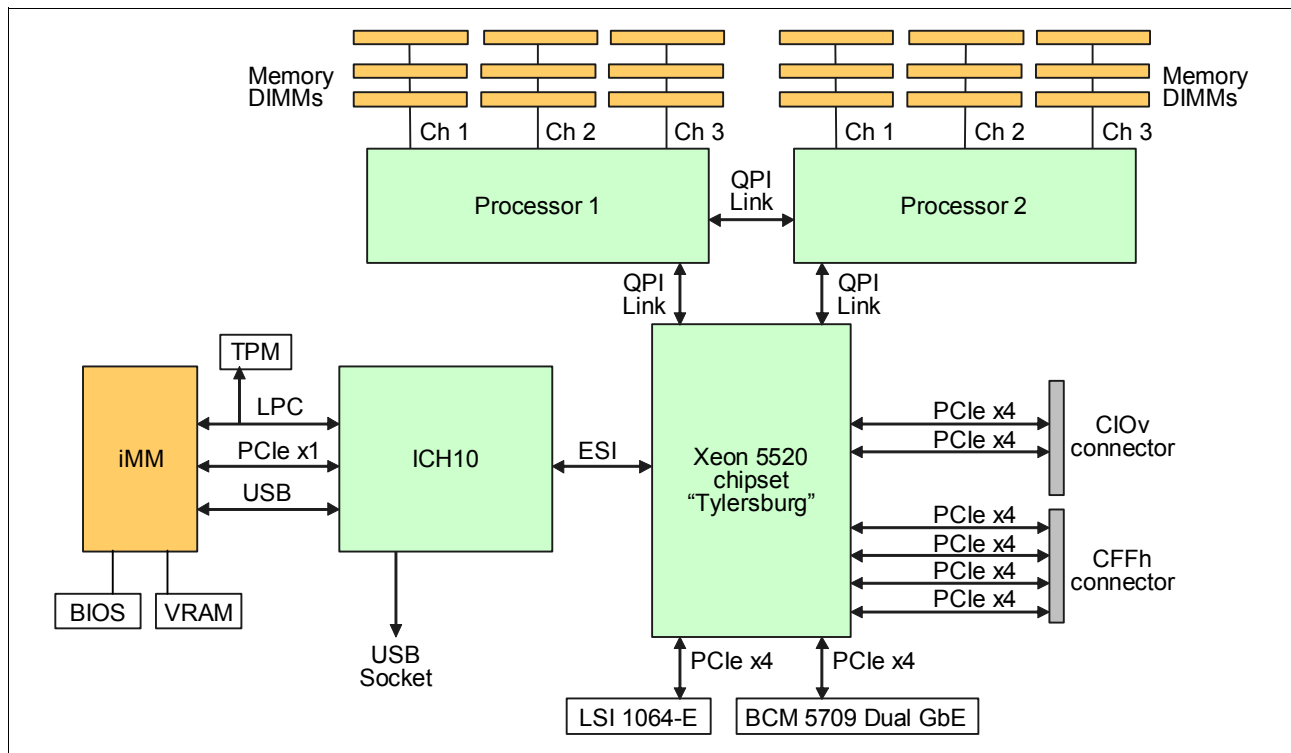 Memory
DIMMs
Memory
DIMMs
Ch 1
Ch 2
Ch 3
Ch 1
Ch 2
Ch 3
Processor 1
QPI
Link
Processor 2
QPI
Link
QPI
Link
TPM
LPC
iMM
PCIe x1
USB
ICH10
ESI
Xeon 5520
chipset
“Tylersburg”
PCIe x4
PCIe x4
CIOv
connector
PCIe x4
PCIe x4
PCIe x4
PCIe x4
CFFh
connector
BIOS
VRAM
USB
Socket
PCIe x4
PCIe x4
LSI 1064-E
BCM 5709 Dual GbE